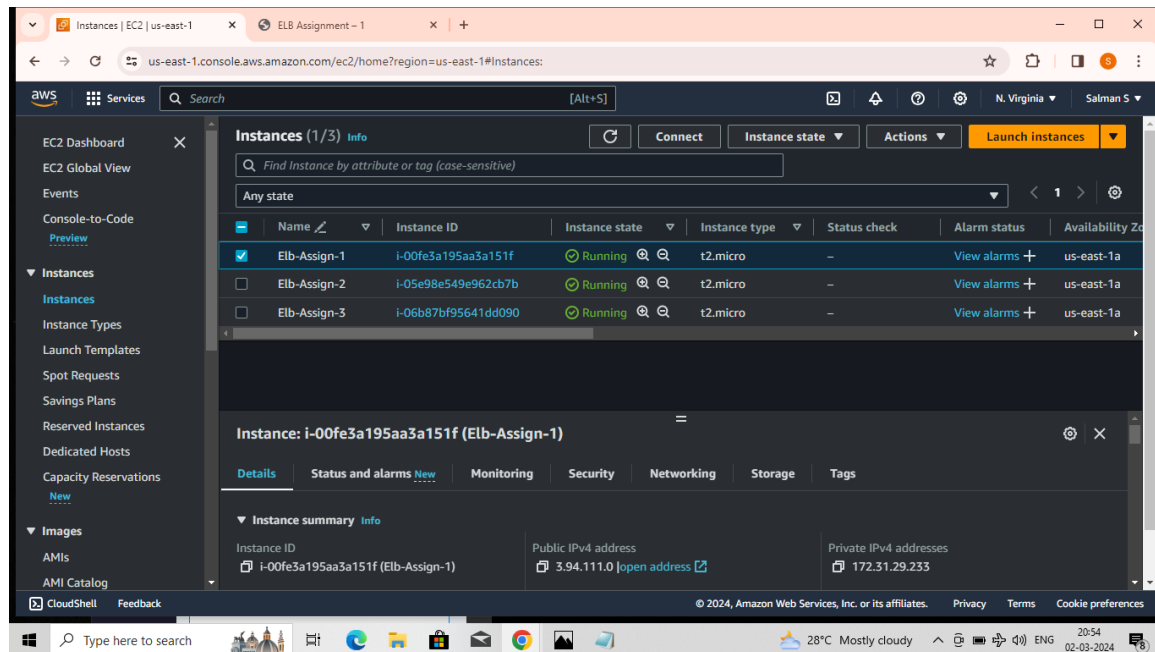 Instances | EC2 | us-east-1
ELB Assignment – 1
us-east-1.console.aws.amazon.com/ec2/home?region=us-east-1#Instances:
S
aws
Services
Search
[Alt+S]
N. Virginia
Salman S
EC2 Dashboard
EC2 Global View
Events
Console-to-Code
Preview
Instances
Instances
Instance Types
Launch Templates
Spot Requests
Savings Plans
Reserved Instances
Dedicated Hosts
Capacity Reservations
New
Images
AMIs
AMI Catalog
Instances (1/3) Info
Connect
Instance state
Actions
Launch instances
Find Instance by attribute or tag (case-sensitive)
Any state
1
Name Instance ID Instance state Instance type Status check Alarm status Availability Zo
Elb-Assign-1 i-00fe3a195aa3a151f Running t2.micro – View alarms + us-east-1a
Elb-Assign-2 i-05e98e549e962cb7b Running t2.micro – View alarms + us-east-1a
Elb-Assign-3 i-06b87bf95641dd090 Running t2.micro – View alarms + us-east-1a
Instance: i-00fe3a195aa3a151f (Elb-Assign-1)
Details Status and alarms New Monitoring Security Networking Storage Tags
Instance summary Info
Instance ID
i-00fe3a195aa3a151f (Elb-Assign-1)
Public IPv4 address
3.94.111.0 |open address
Private IPv4 addresses
172.31.29.233
CloudShell Feedback
© 2024, Amazon Web Services, Inc. or its affiliates. Privacy Terms Cookie preferences
Type here to search
28°C Mostly cloudy
ENG
20:54
02-03-2024
8